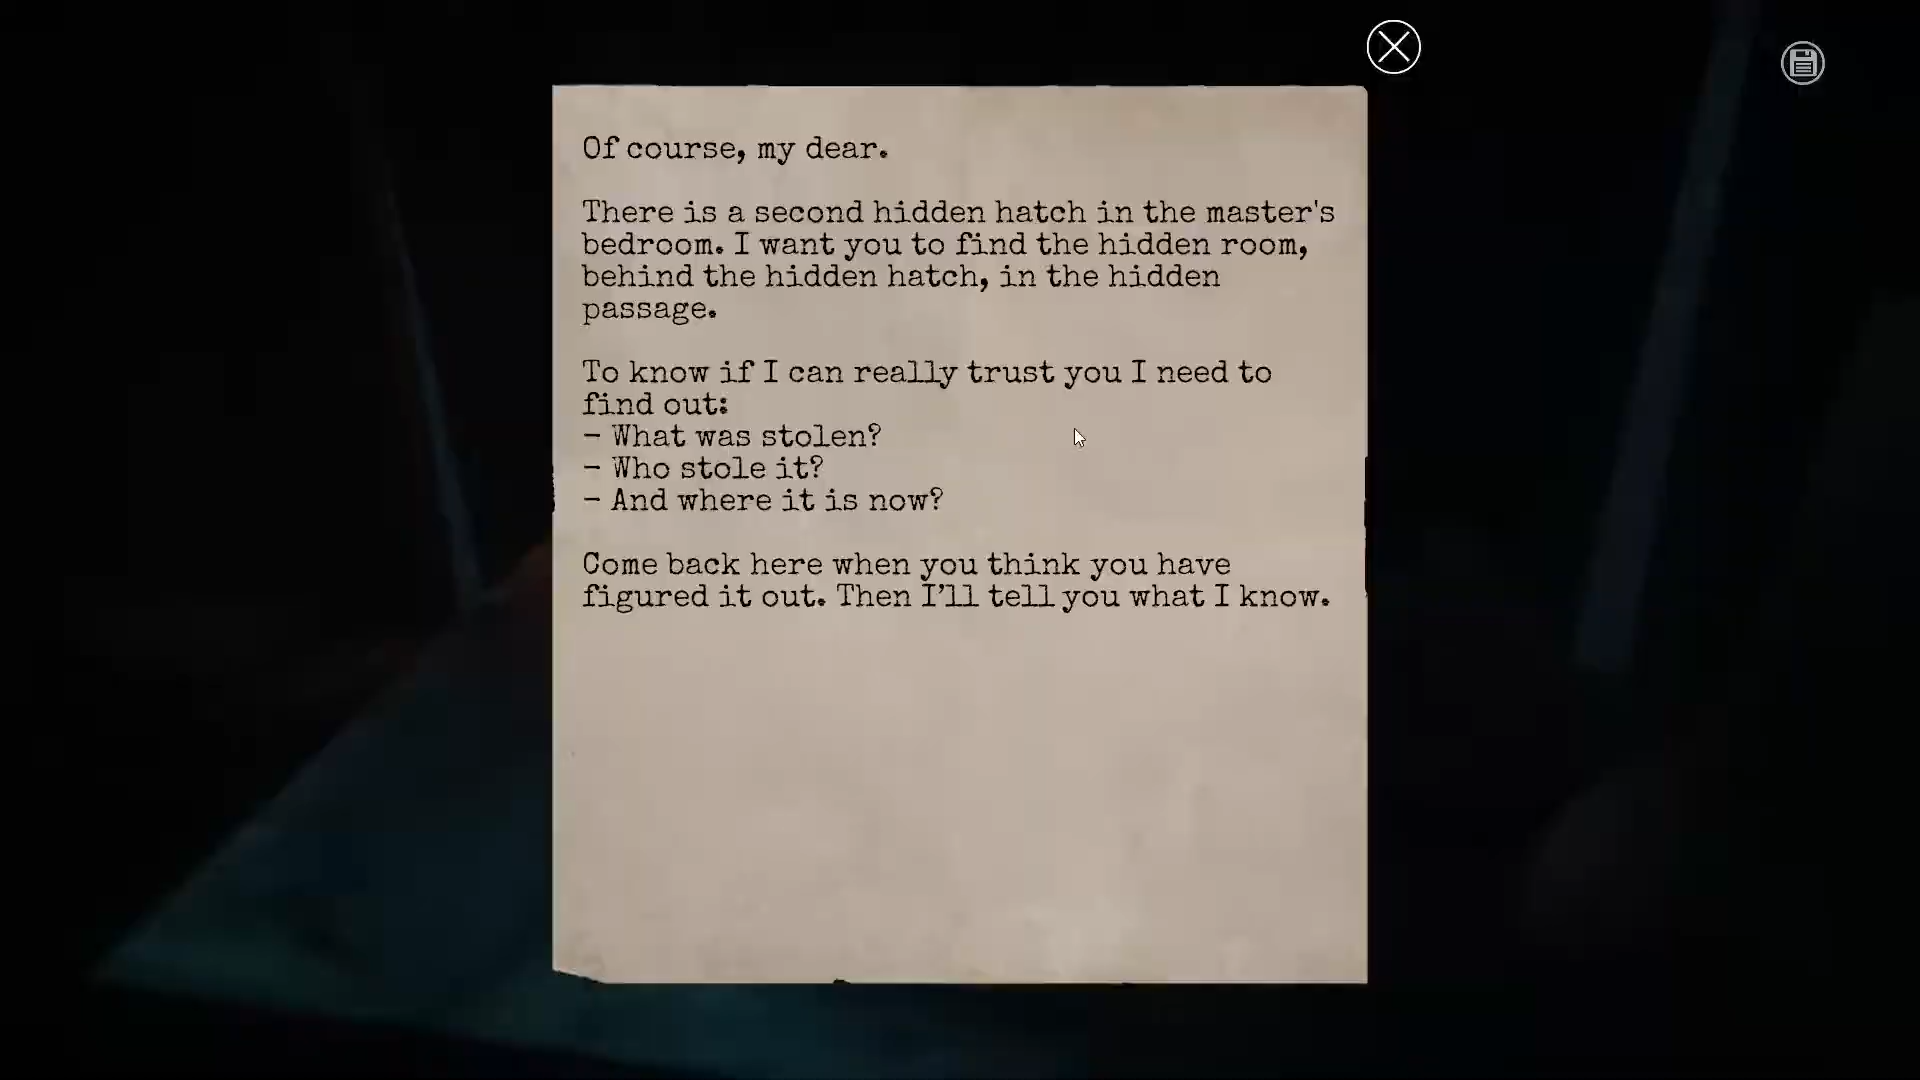 Of course, my dear.
There is a second hidden hatch in the master's
bedroom. I want you to find the hidden room,
behind the hidden hatch, in the hidden
passage.
To know if I can really trust you I need to
find out:
- What was stolen?
- Who stole it?
- And where it is now?
Come back here when you think you have
figured it out. Then I’ll tell you what I know.